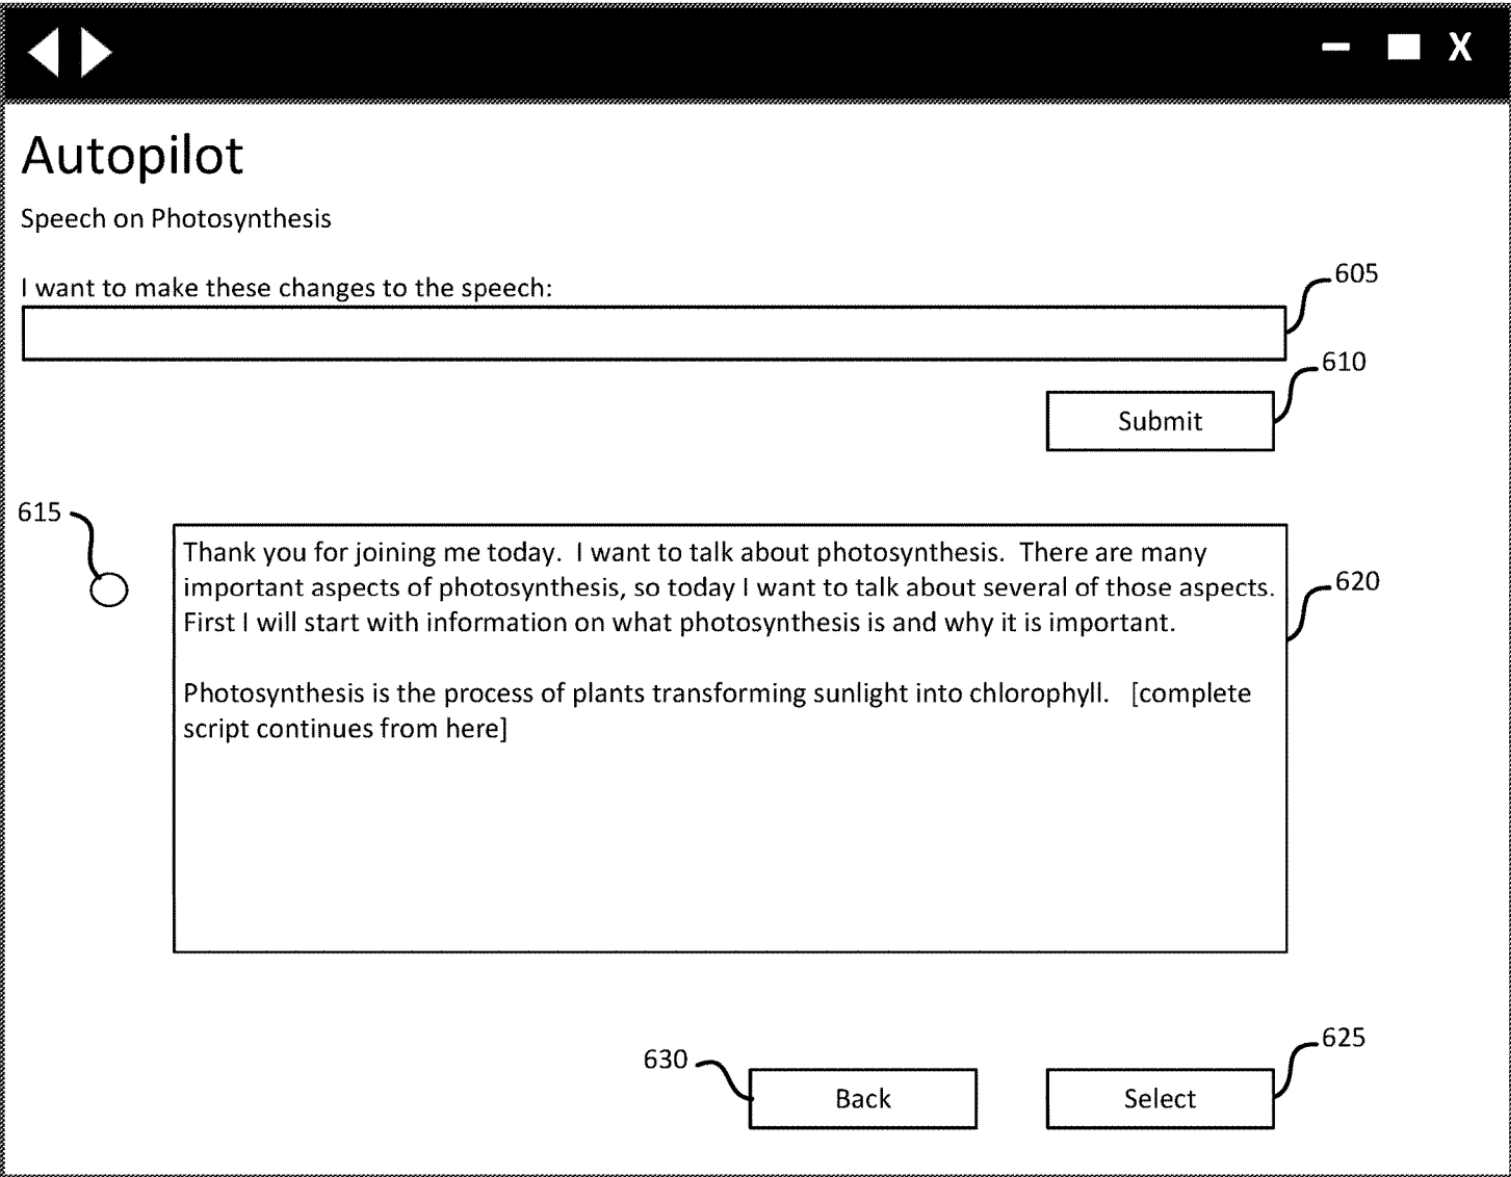 X
Autopilot
Speech on Photosynthesis
I want to make these changes to the speech:
605
610
Submit
615
Thank you for joining me today.  I want to talk about photosynthesis.  There are many
important aspects of photosynthesis, so today I want to talk about several of those aspects.
First I will start with information on what photosynthesis is and why it is important.
620
Photosynthesis is the process of plants transforming sunlight into chlorophyll.   [complete
script continues from here]
625
630
Back
Select